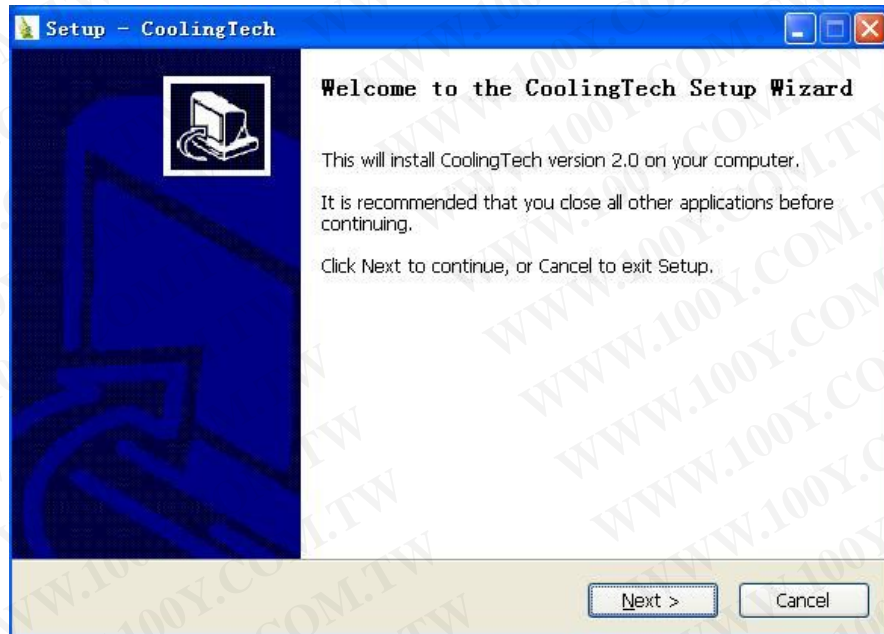 Setup - CoolingTech
Welcome to the CoolingTech Setup Wizard
This will install CoolingTech version 2.0 on your computer.
It is recommended that you close all other applications before
continuing.
Click Next to continue, or Cancel to exit Setup.
Next >
Cancel
WWW.100Y.COM.TW